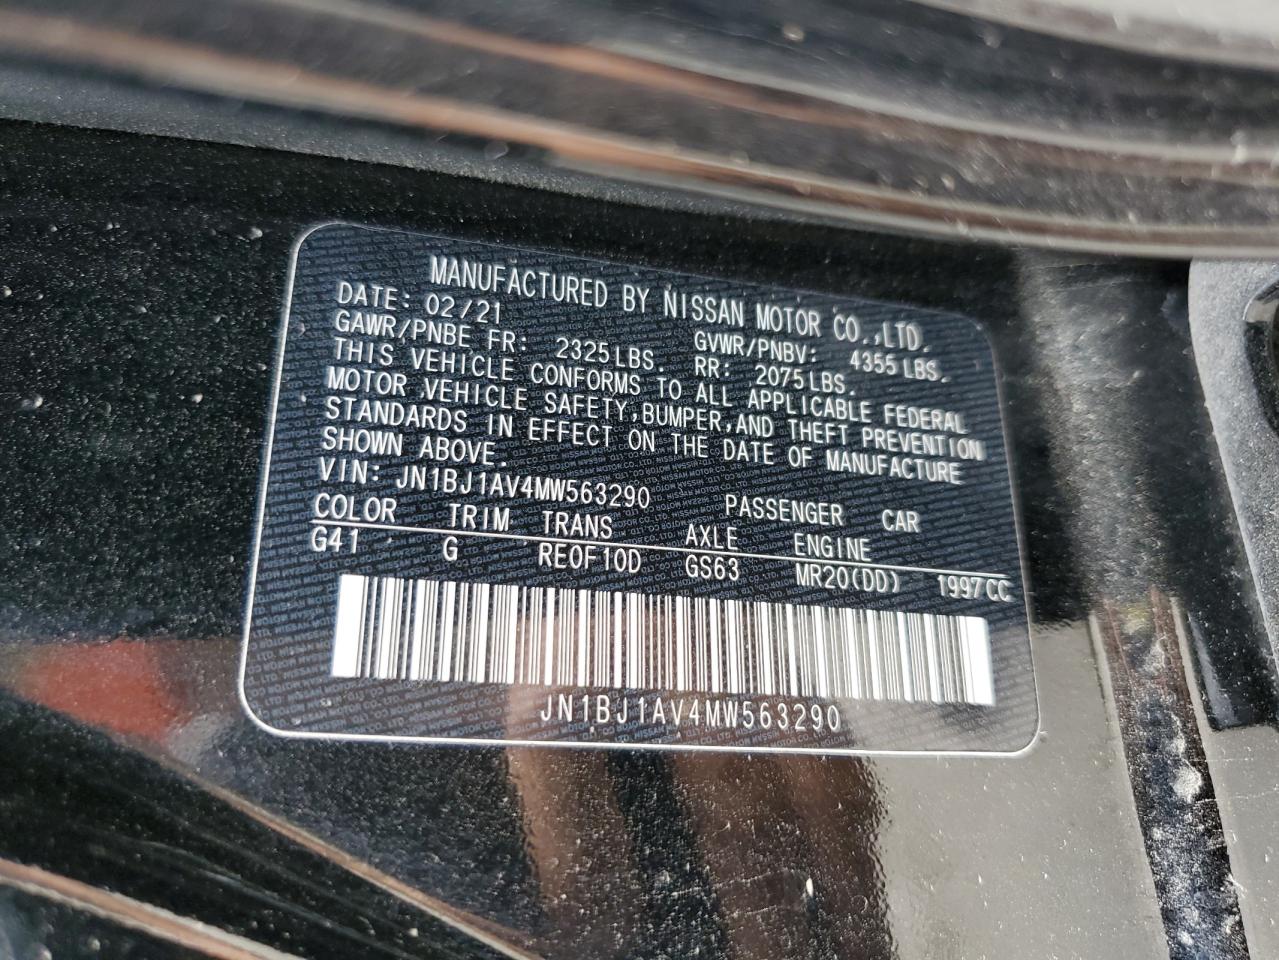 MANUFACTURED BY NISSAN MOTOR CO.,LTD.
DATE: 02/21 GVWR/PNBV: 4355 LBS.
GAWR/PNBE FR: 2325 LBS. RR: 2075 LBS.
THIS VEHICLE CONFORMS TO ALL APPLICABLE FEDERAL
MOTOR VEHICLE SAFETY,BUMPER,AND THEFT PREVENTION
STANDARDS IN EFFECT ON THE DATE OF MANUFACTURE
SHOWN ABOVE.
VIN: JN1BJ1AV4MW563290 PASSENGER CAR
COLOR TRIM TRANS AXLE ENGINE
G41 G RE0F10D GS63 MR20(DD) 1997CC
JN1BJ1AV4MW563290